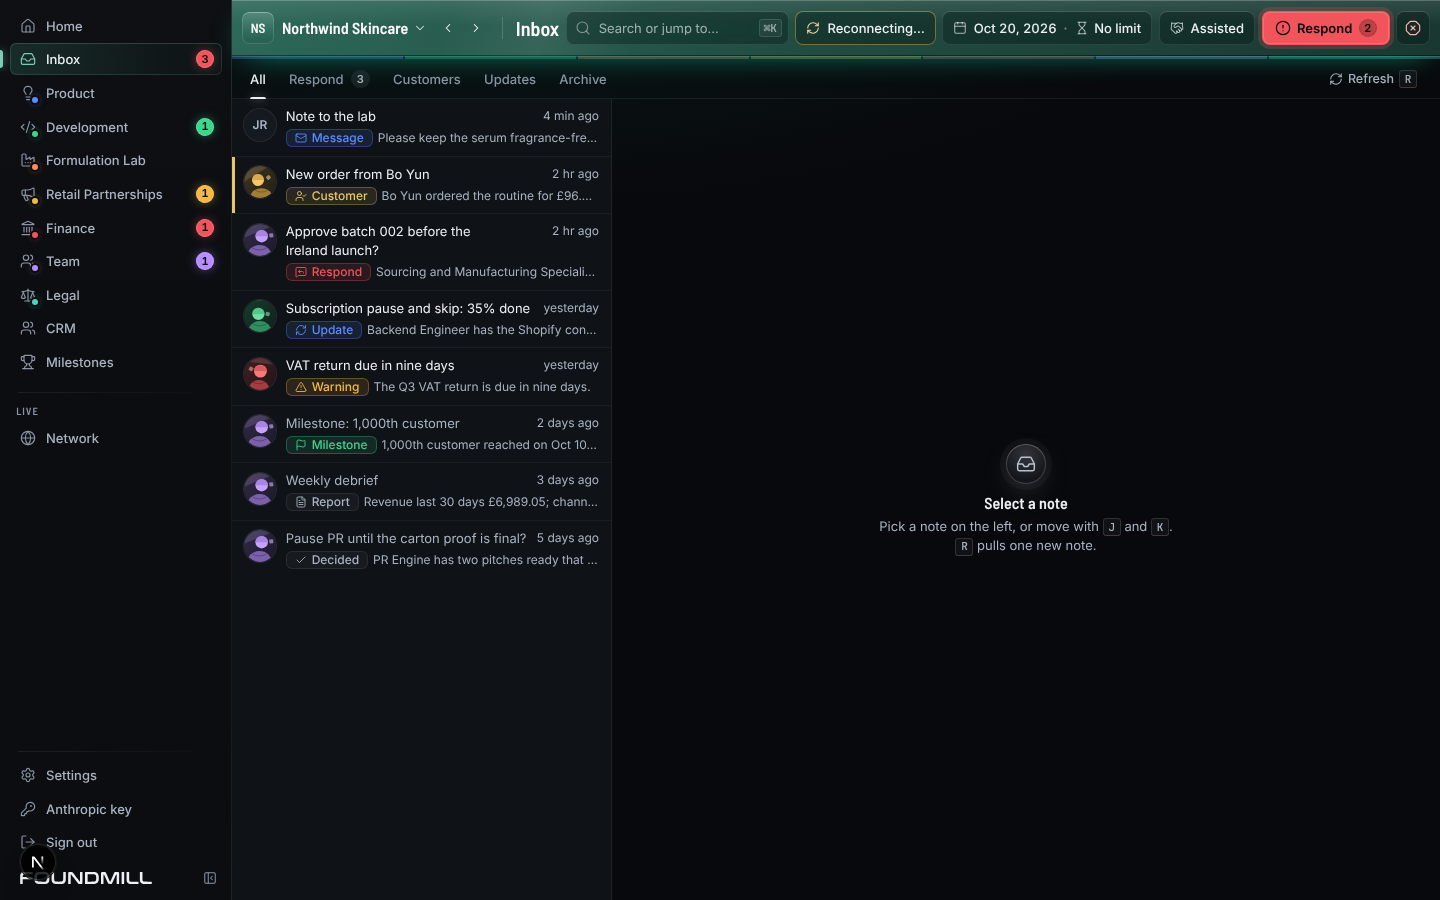 Home
Inbox 3
Product
Development 1
Formulation Lab
Retail Partnerships 1
Finance 1
Team 1
Legal
CRM
Milestones
LIVE
Network
Settings
Anthropic key
Sign out
N
FOUNDMILL
NS Northwind Skincare Inbox Search or jump to... ⌘K Reconnecting... Oct 20, 2026 · No limit Assisted Respond 2
All Respond 3 Customers Updates Archive Refresh R
JR Note to the lab 4 min ago
Message Please keep the serum fragrance-fre...
New order from Bo Yun 2 hr ago
Customer Bo Yun ordered the routine for £96....
Approve batch 002 before the 2 hr ago
Ireland launch?
Respond Sourcing and Manufacturing Speciali...
Subscription pause and skip: 35% done yesterday
Update Backend Engineer has the Shopify con...
VAT return due in nine days yesterday
Warning The Q3 VAT return is due in nine days.
Milestone: 1,000th customer 2 days ago
Milestone 1,000th customer reached on Oct 10...
Weekly debrief 3 days ago
Report Revenue last 30 days £6,989.05; chann...
Pause PR until the carton proof is final? 5 days ago
Decided PR Engine has two pitches ready that ...
Select a note
Pick a note on the left, or move with J and K.
R pulls one new note.